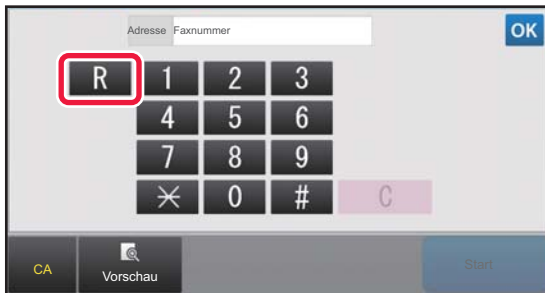 Adresse Faxnummer OK
R 1 2 3
4 5 6
7 8 9
* 0 # C
CA Vorschau Start